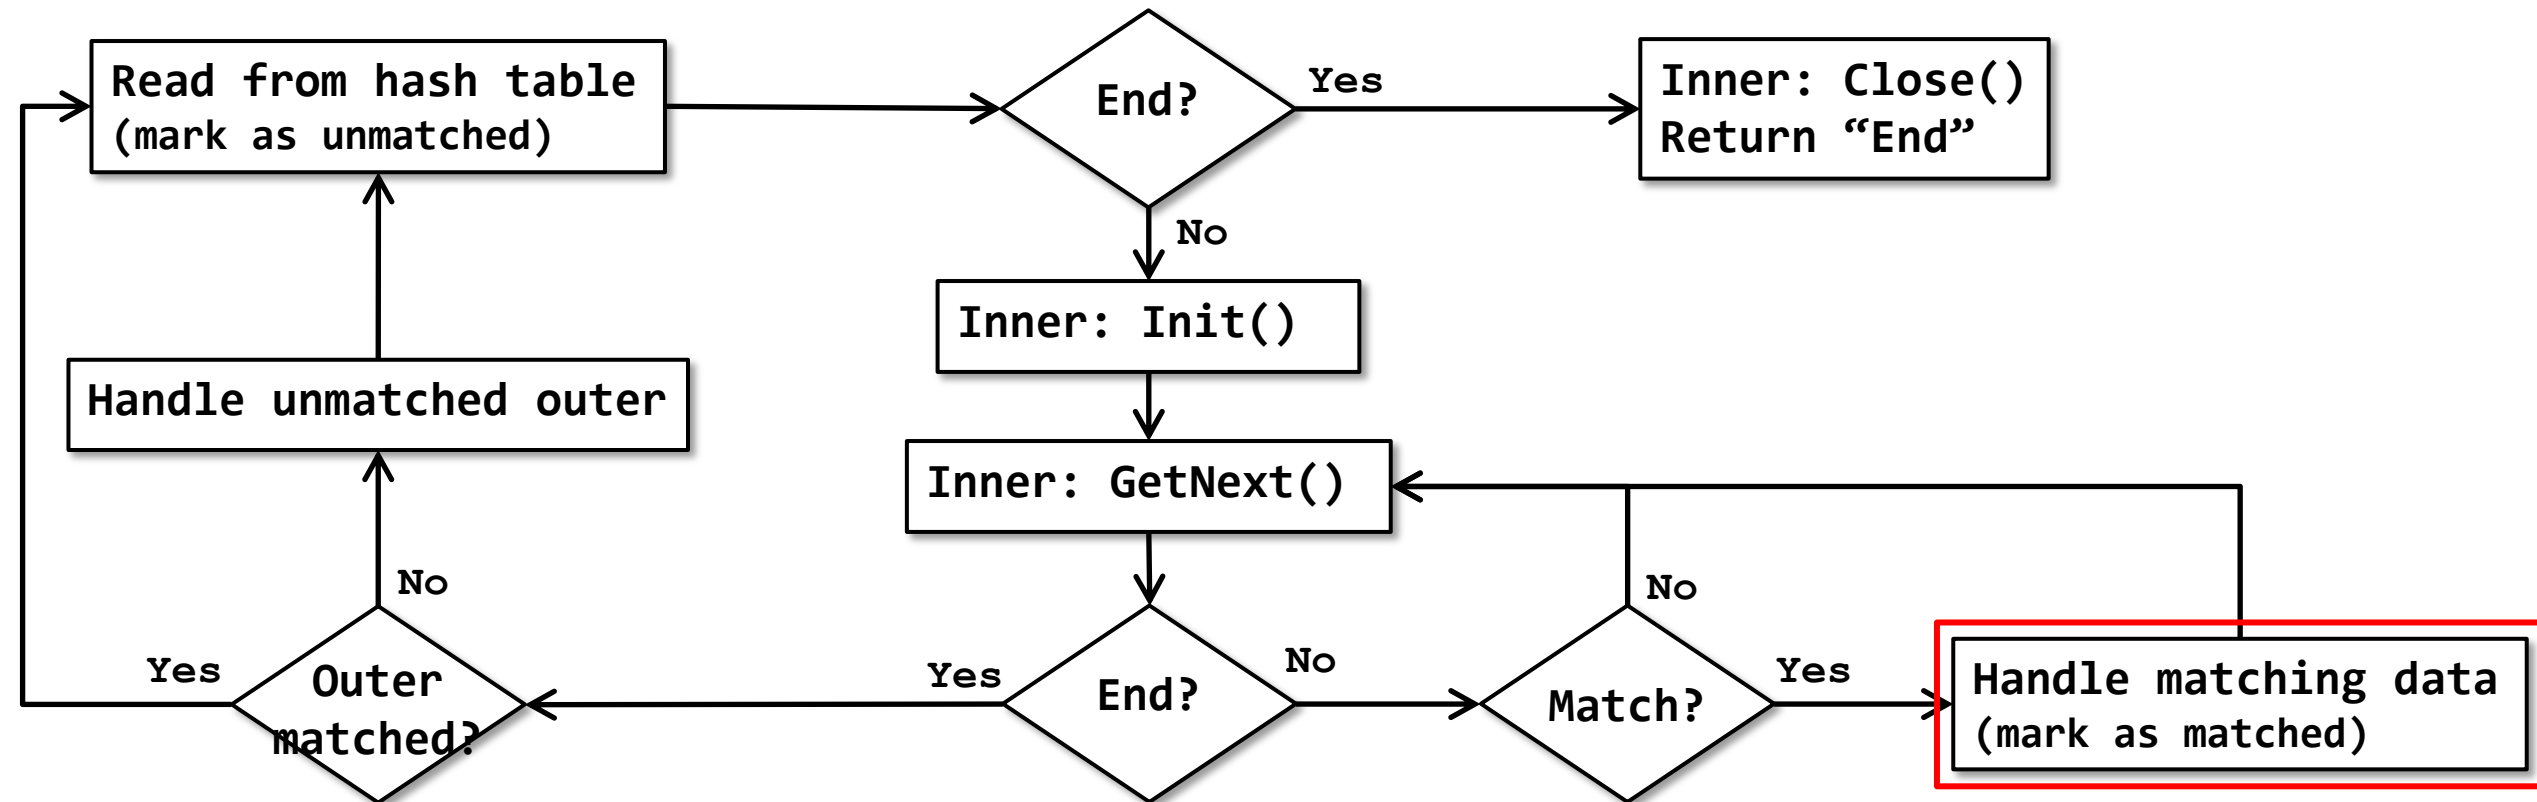 Read from hash table
(mark as unmatched)
End?
Yes
Inner: Close()
Return “End”
No
Inner: Init()
Handle unmatched outer
Inner: GetNext()
No
Outer
matched?
Yes
Yes
End?
No
No
Match?
Yes
Handle matching data
(mark as matched)